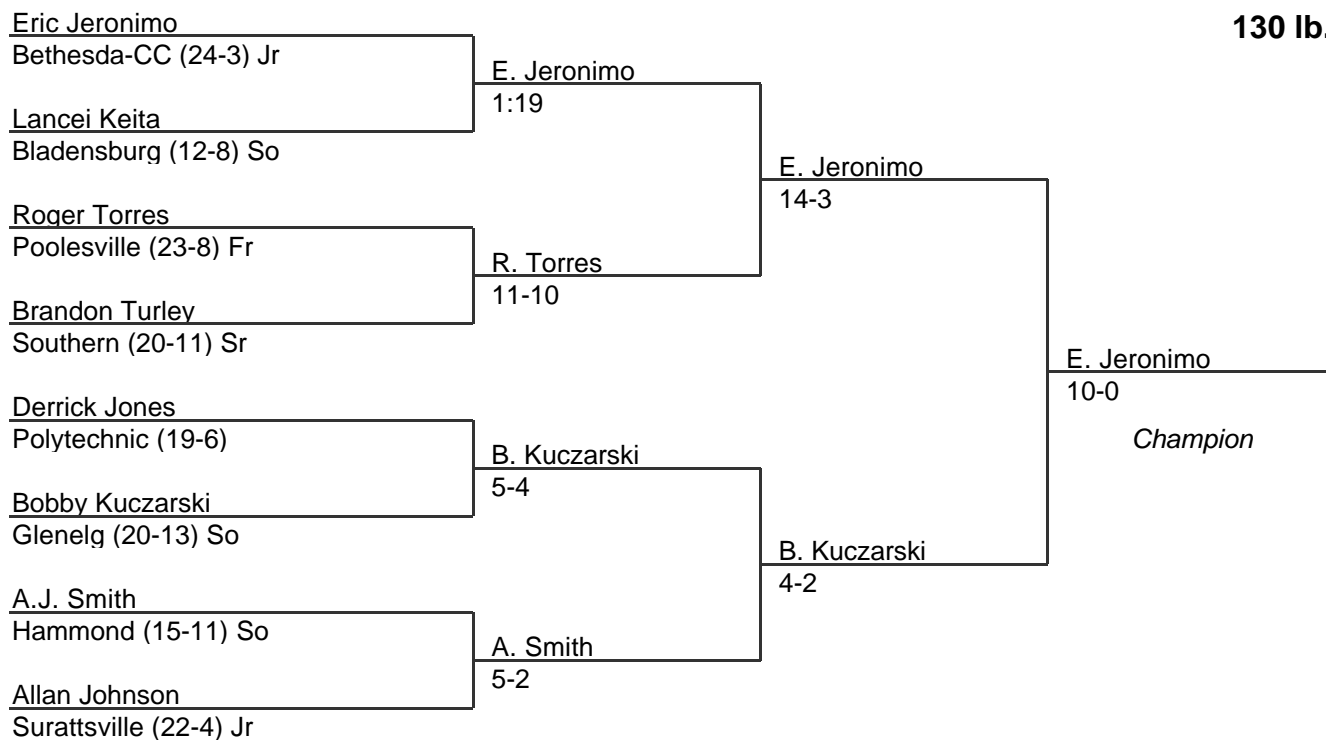 Eric Jeronimo
Bethesda-CC (24-3) Jr
Lancei Keita
Bladensburg (12-8) So
Roger Torres
Poolesville (23-8) Fr
Brandon Turley
Southern (20-11) Sr
Derrick Jones
Polytechnic (19-6)
Bobby Kuczarski
Glenelg (20-13) So
A.J. Smith
Hammond (15-11) So
Allan Johnson
Surattsville (22-4) Jr
E. Jeronimo
1:19
R. Torres
11-10
B. Kuczarski
5-4
A. Smith
5-2
E. Jeronimo
14-3
B. Kuczarski
4-2
130 lb.
E. Jeronimo
10-0
Champion